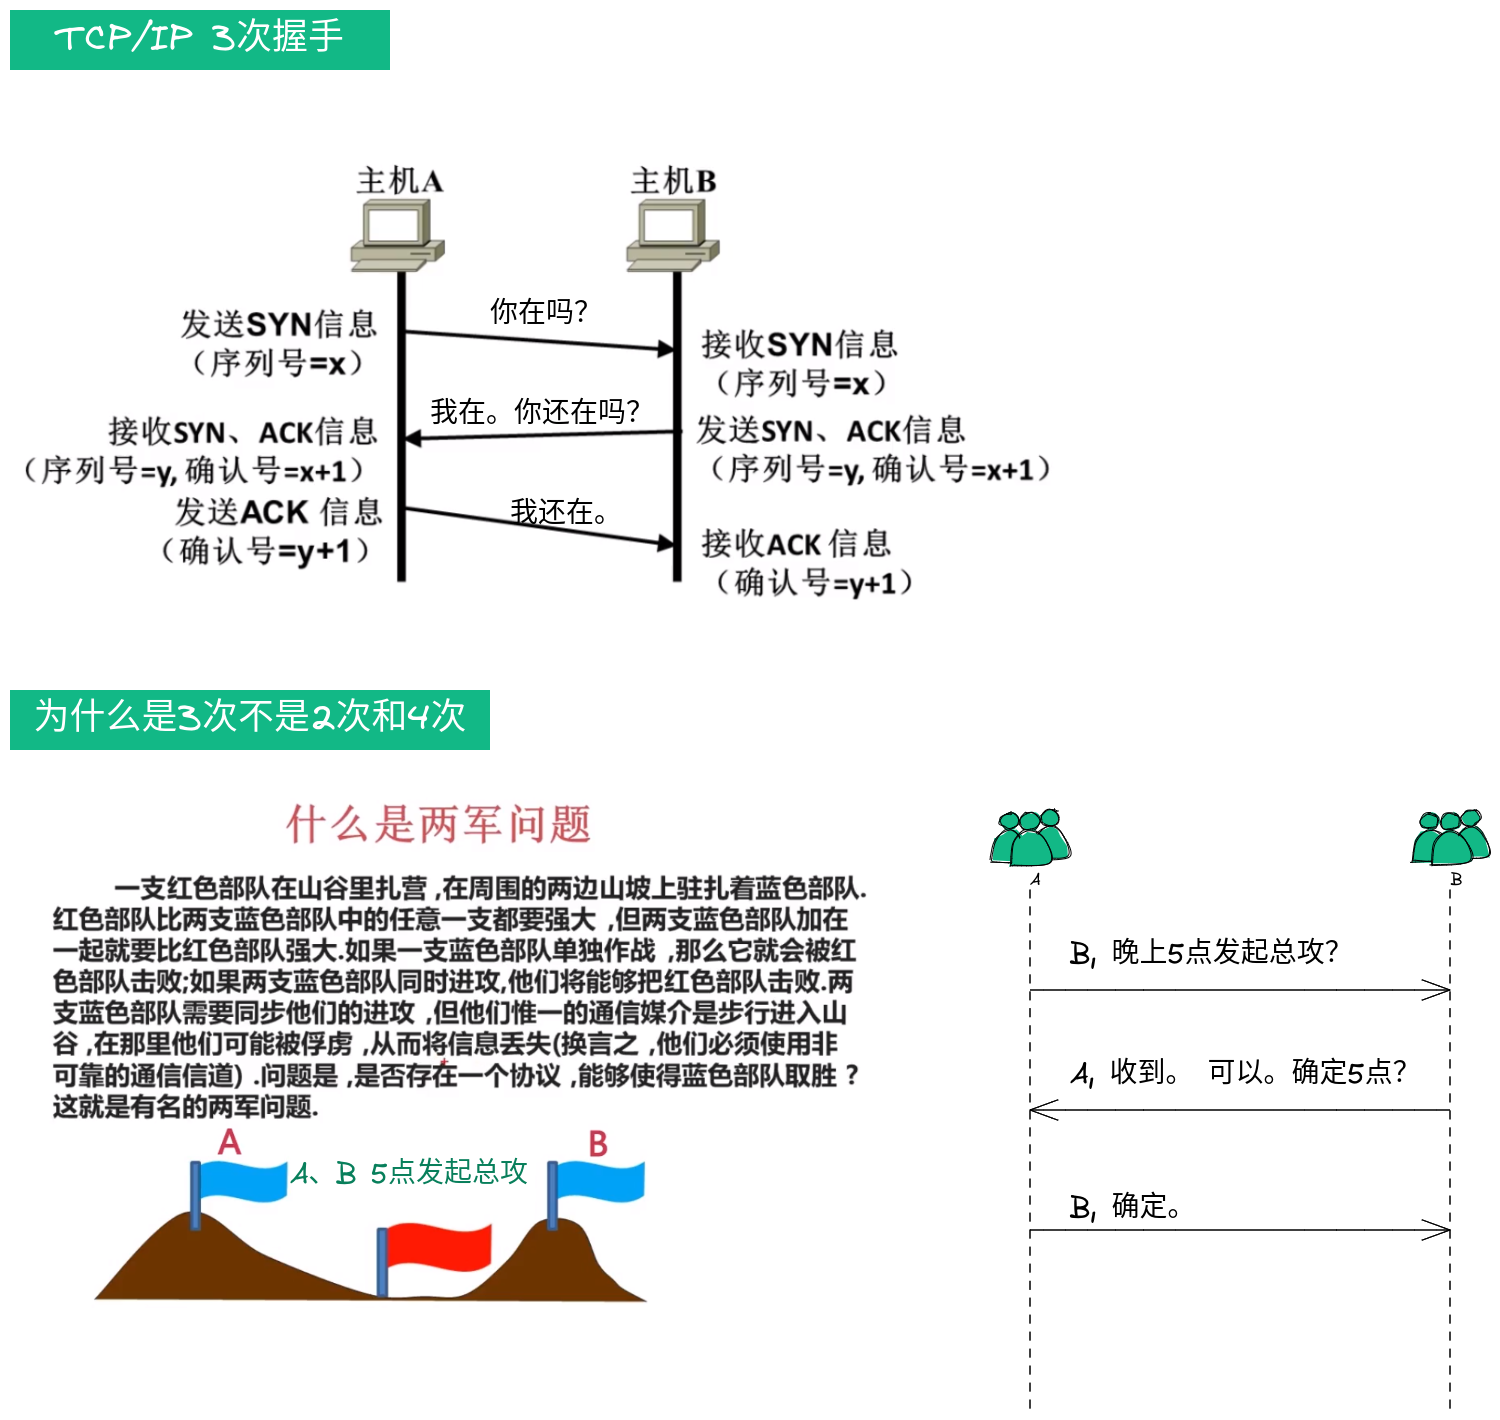 TCP/IP 3次握手
主机A
主机B
发送SYN信息
（序列号=x）
你在吗?
接收SYN信息
（序列号=x）
我在。你还在吗?
接收SYN、ACK信息
（序列号=y, 确认号=x+1）
发送SYN、ACK信息
（序列号=y, 确认号=x+1）
发送ACK 信息
（确认号=y+1）
我还在。
接收ACK 信息
（确认号=y+1）
为什么是3次不是2次和4次
什么是两军问题
一支红色部队在山谷里扎营 ,在周围的两边山坡上驻扎着蓝色部队.
红色部队比两支蓝色部队中的任意一支都要强大 ,但两支蓝色部队加在
一起就要比红色部队强大.如果一支蓝色部队单独作战 ,那么它就会被红
色部队击败;如果两支蓝色部队同时进攻,他们将能够把红色部队击败.两
支蓝色部队需要同步他们的进攻 ,但他们惟一的通信媒介是步行进入山
谷 ,在那里他们可能被俘虏 ,从而将信息丢失(换言之 ,他们必须使用非
可靠的通信信道) .问题是 ,是否存在一个协议 ,能够使得蓝色部队取胜 ?
这就是有名的两军问题.
A
B
A、B 5点发起总攻
A
B
B, 晚上5点发起总攻?
A, 收到。 可以。确定5点?
B, 确定。